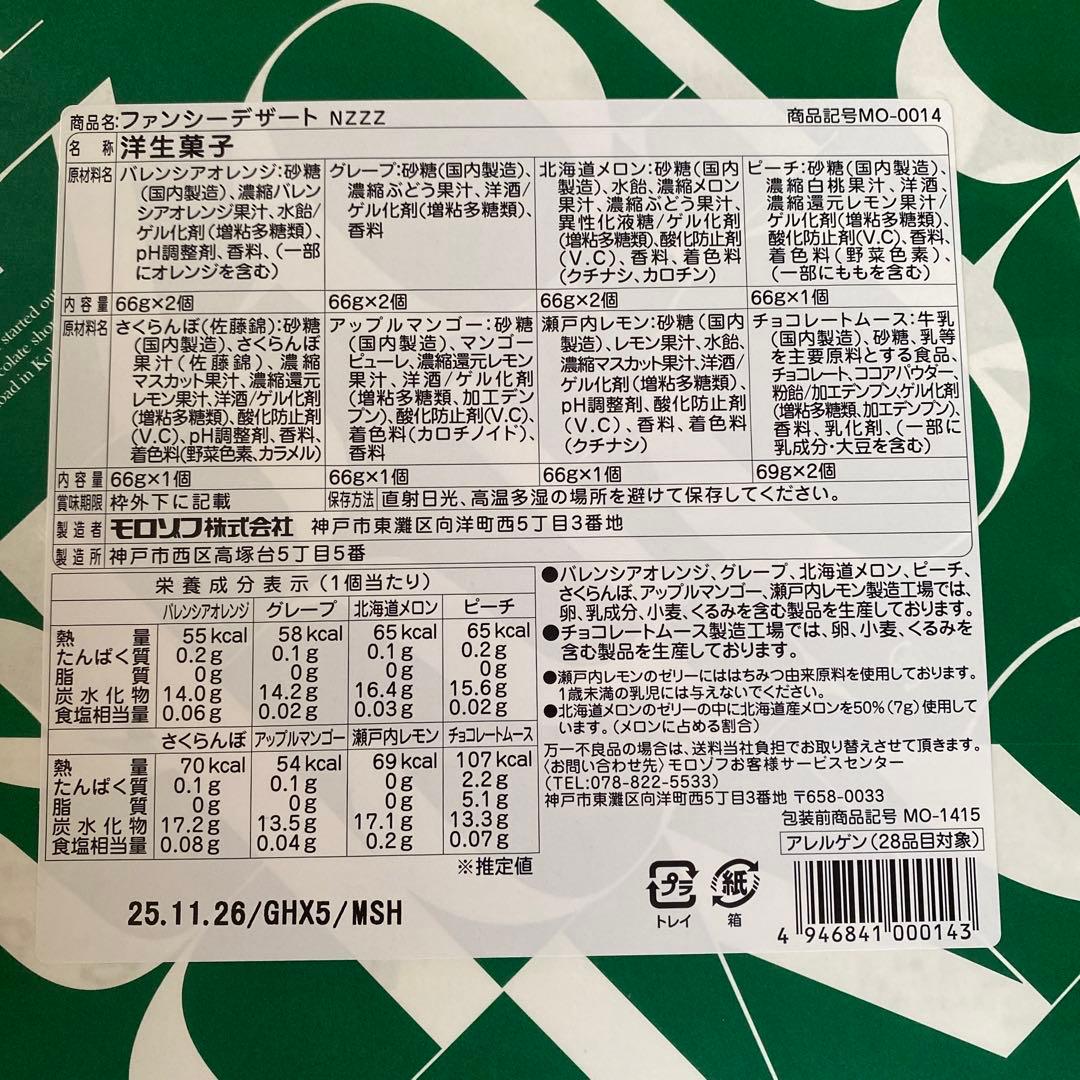 商品名:ファンシーデザート NZZZ 商品記号MO-0014
名 称 洋生菓子
原材料名
バレンシアオレンジ:砂糖
(国内製造)、濃縮バレン
シアオレンジ果汁、水飴/
ゲル化剤(増粘多糖類)、
pH調整剤、香料、(一部
にオレンジを含む)
グレープ:砂糖(国内製造)、
濃縮ぶどう果汁、洋酒/
ゲル化剤(増粘多糖類)、
香料
北海道メロン:砂糖(国内
製造)、水飴、濃縮メロン
果汁、濃縮ぶどう果汁、
異性化液糖/ゲル化剤
(増粘多糖類)、酸化防止剤
(V.C)、香料、着色料
(クチナシ、カロチン)
ピーチ:砂糖(国内製造)、
濃縮白桃果汁、洋酒、
濃縮還元レモン果汁/
ゲル化剤(増粘多糖類)、
酸化防止剤(V.C)、香料、
着色料(野菜色素)、
(一部にももを含む)
内容量 66g×2個 66g×2個 66g×2個 66g×1個
原材料名
さくらんぼ(佐藤錦):砂糖
(国内製造)、さくらんぼ
果汁(佐藤錦)、濃縮
マスカット果汁、濃縮還元
レモン果汁、洋酒/ゲル化剤
(増粘多糖類)、酸化防止剤
(V.C)、pH調整剤、香料、
着色料(野菜色素、カラメル)
アップルマンゴー:砂糖
(国内製造)、マンゴー
ピューレ、濃縮還元レモン
果汁、洋酒/ゲル化剤
(増粘多糖類、加工デン
プン)、酸化防止剤(V.C)、
着色料(カロチノイド)、
香料
瀬戸内レモン:砂糖(国内
製造)、レモン果汁、水飴、
濃縮マスカット果汁、洋酒/
ゲル化剤(増粘多糖類)、
pH調整剤、酸化防止剤
(V.C)、香料、着色料
(クチナシ)
チョコレートムース:牛乳
(国内製造)、砂糖、乳等
を主要原料とする食品、
チョコレート、ココアパウダー、
粉飴/加工デンプン、ゲル化剤
(増粘多糖類、加工デンプン)、
香料、乳化剤、(一部に
乳成分・大豆を含む)
内容量 66g×1個 66g×1個 66g×1個 69g×2個
賞味期限 枠外下に記載 保存方法 直射日光、高温多湿の場所を避けて保存してください。
製造者 モロゾフ株式会社 神戸市東灘区向洋町西5丁目3番地
製造所 神戸市西区高塚台5丁目5番
栄養成分表示(1個当たり)
バレンシアオレンジ グレープ 北海道メロン ピーチ
熱量 55kcal 58kcal 65kcal 65kcal
たんぱく質 0.2g 0.1g 0.1g 0.2g
脂質 0g 0g 0g 0g
炭水化物 14.0g 14.2g 16.4g 15.6g
食塩相当量 0.06g 0.02g 0.03g 0.02g
さくらんぼ アップルマンゴー 瀬戸内レモン チョコレートムース
熱量 70kcal 54kcal 69kcal 107kcal
たんぱく質 0.1g 0.1g 0g 2.2g
脂質 0g 0g 0g 5.1g
炭水化物 17.2g 13.5g 17.1g 13.3g
食塩相当量 0.08g 0.04g 0.2g 0.07g
※推定値
25.11.26/GHX5/MSH
●バレンシアオレンジ、グレープ、北海道メロン、ピーチ、
さくらんぼ、アップルマンゴー、瀬戸内レモン製造工場では、
卵、乳成分、小麦、くるみを含む製品を生産しております。
●チョコレートムース製造工場では、卵、小麦、くるみを
含む製品を生産しております。
●瀬戸内レモンのゼリーにははちみつ由来原料を使用しております。
1歳未満の乳児には与えないでください。
●北海道メロンのゼリーの中に北海道産メロンを50%(7g)使用して
います。(メロンに占める割合)
万一不良品の場合は、送料当社負担でお取り替えさせて頂きます。
〈お問い合わせ先〉モロゾフお客様サービスセンター
(TEL:078-822-5533)
神戸市東灘区向洋町西5丁目3番地 〒658-0033
包装前商品記号 MO-1415
アレルゲン(28品目対象)
プラ
トレイ
紙
箱
4 946841 000143
started ou
colate sho
oad in Ko